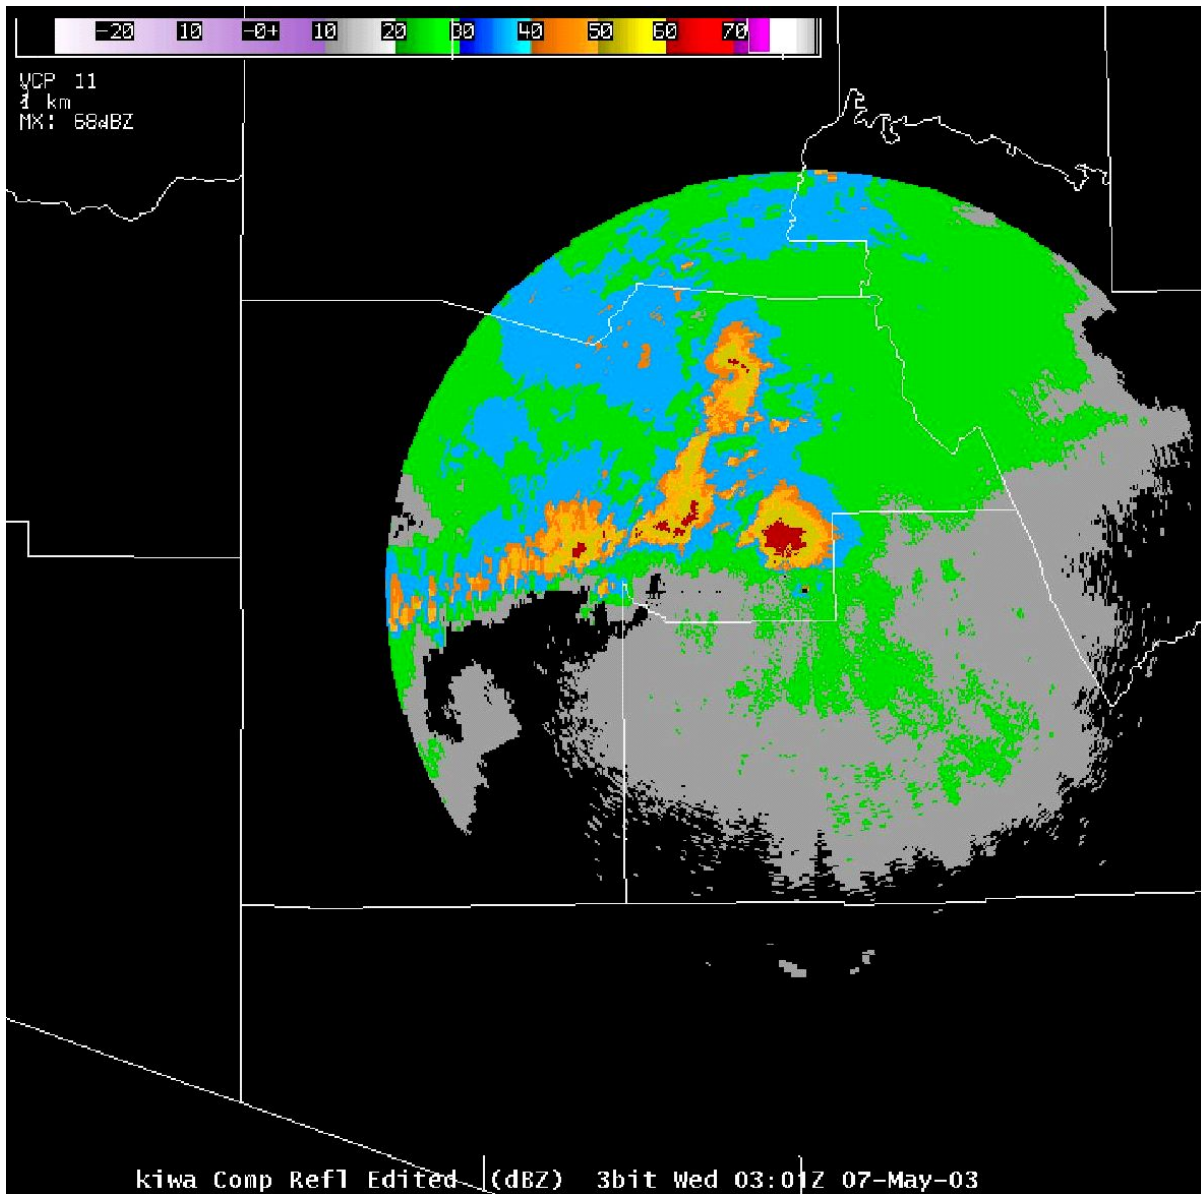 -20 10 -0+ 10 20 30 40 50 60 70
VCP 11
1 km
MX: 68dBZ
kiwa Comp Refl Edited (dBZ) 3bit Wed 03:01Z 07-May-03